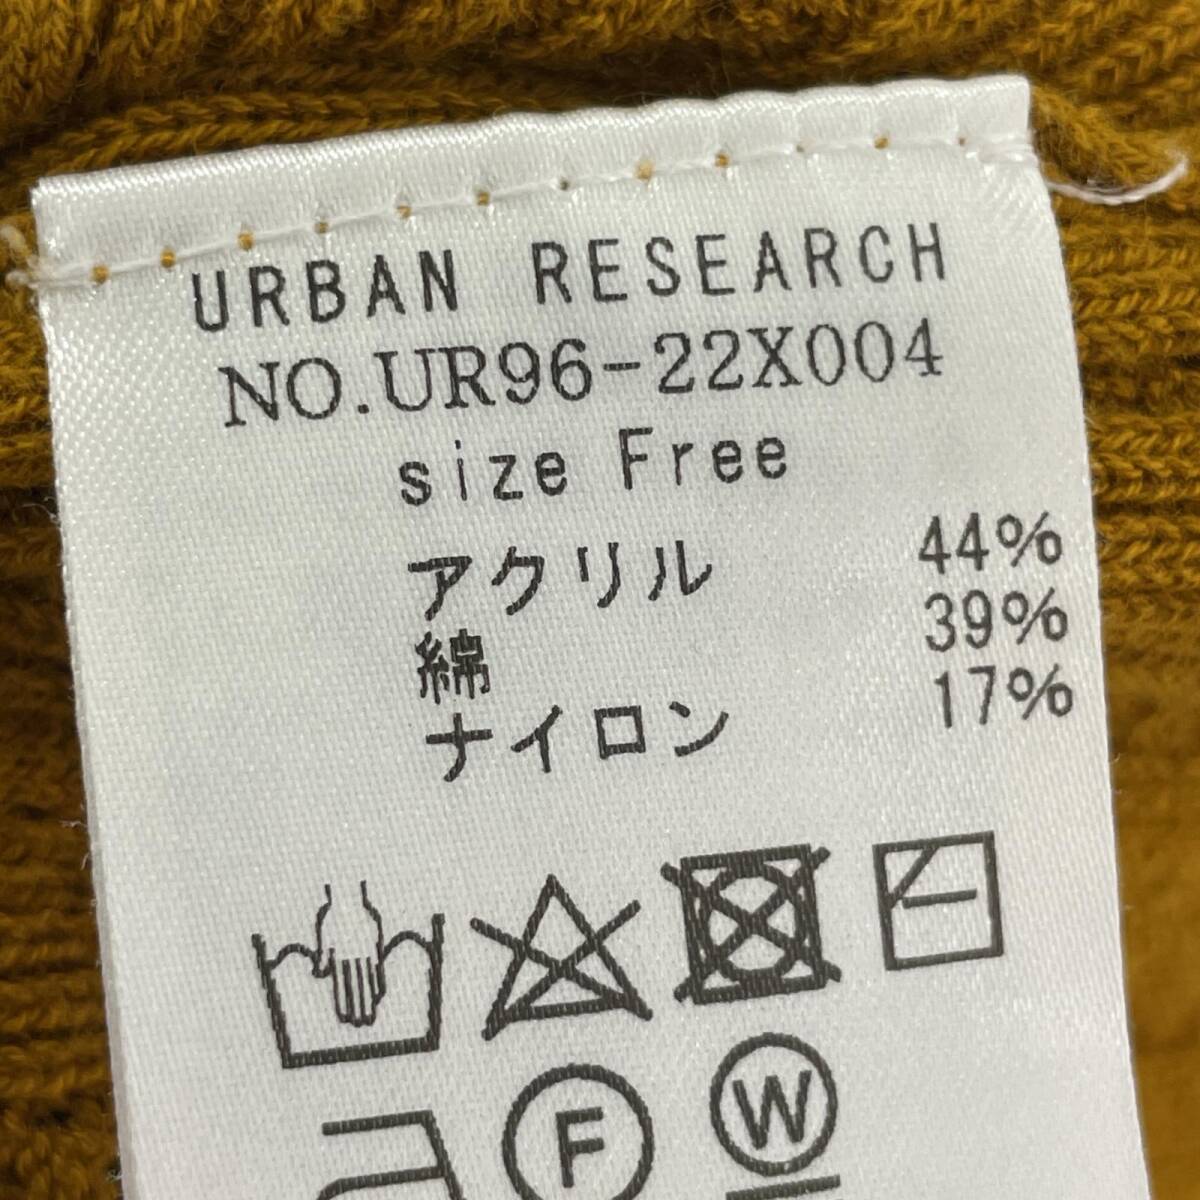 URBAN RESEARCH
NO.UR96-22X004
size Free
アクリル 44%
綿 39%
ナイロン 17%
F W